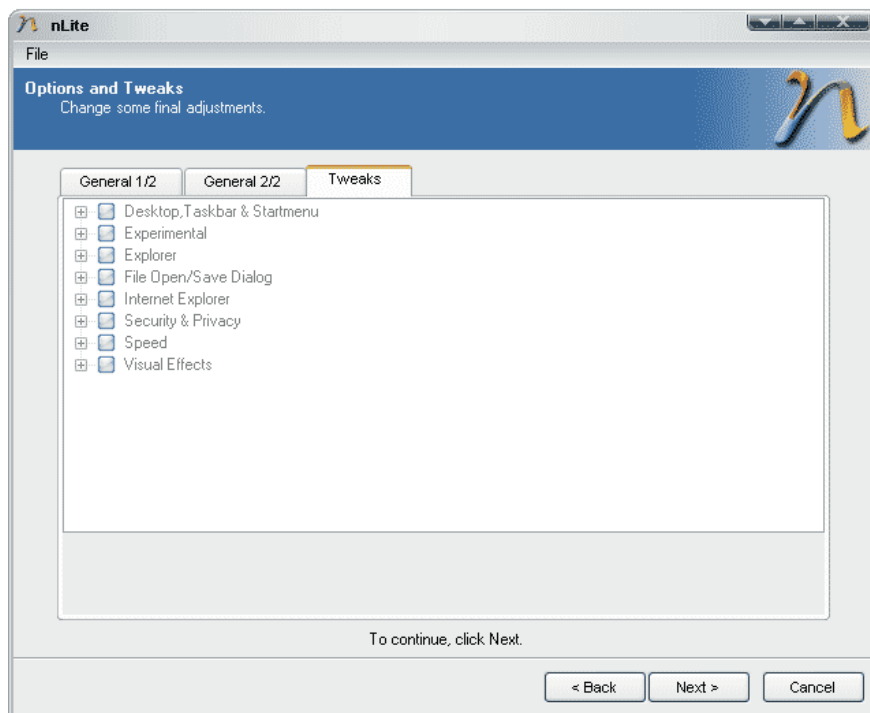 nLite
File
Options and Tweaks
Change some final adjustments.
General 1/2 General 2/2 Tweaks
Desktop,Taskbar & Startmenu
Experimental
Explorer
File Open/Save Dialog
Internet Explorer
Security & Privacy
Speed
Visual Effects
To continue, click Next.
< Back Next > Cancel